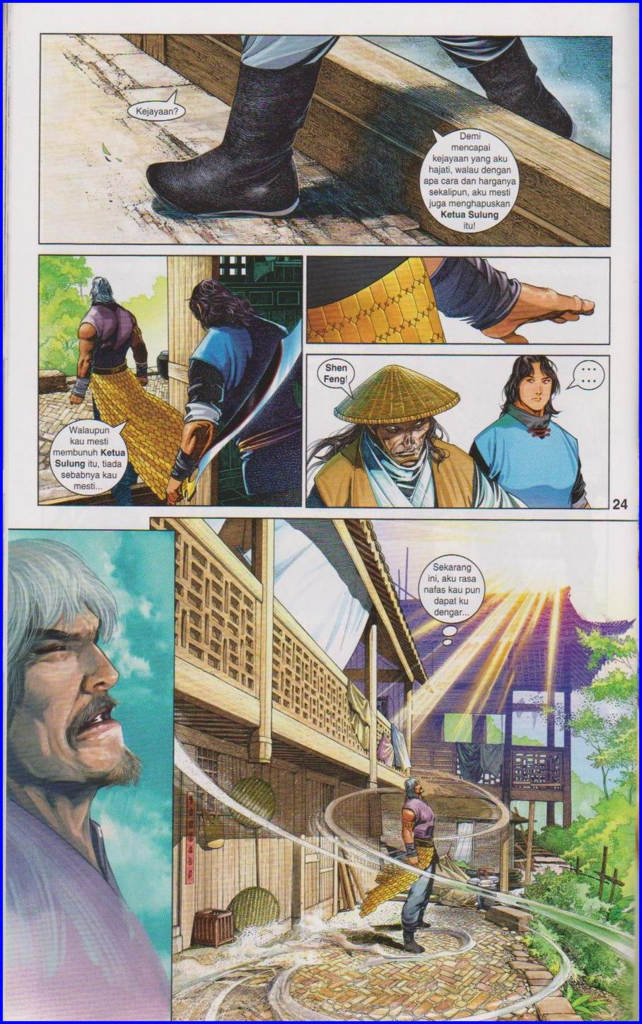 Kejayaan?
Demi
mencapai
kejayaan yang aku
hajati, walau dengan
apa cara dan harganya
sekalipun, aku mesti
juga menghapuskan
Ketua Sulung
itu!
Walaupun
kau mesti
membunuh Ketua
Sulung itu, tiada
sebabnya kau
mesti...
Shen
Feng!
...
...
24
Sekarang
ini, aku rasa
nafas kau pun
dapat ku
dengar...